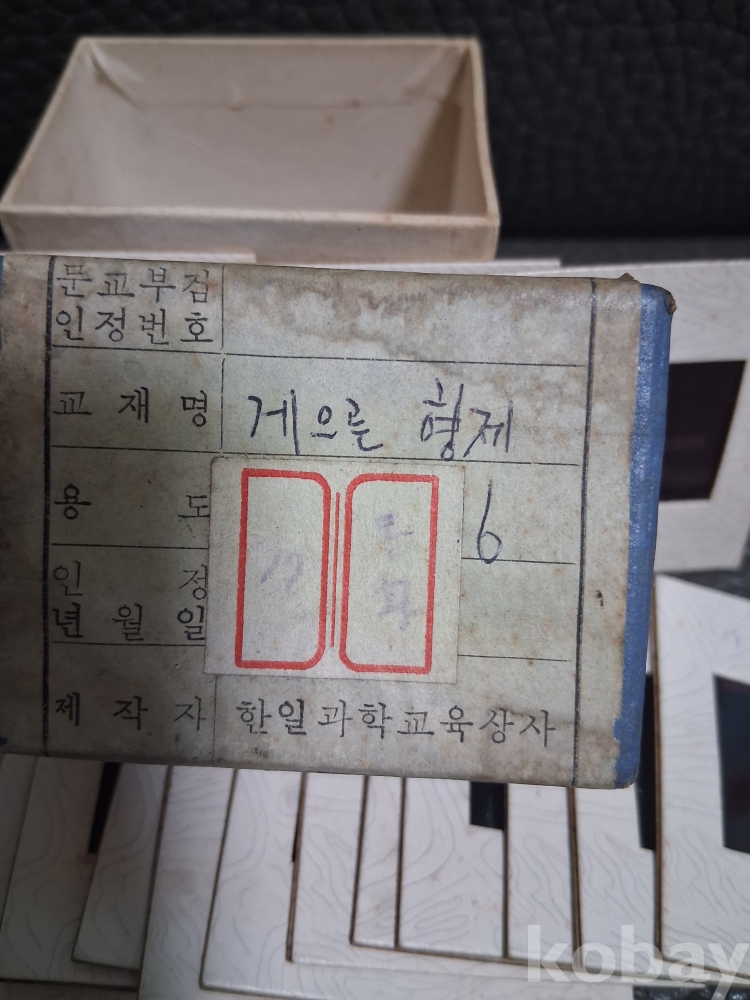 문교부검
인정번호
교재명 게으른 형제
용도 6
인정
년월일
제작자 한일과학교육상사
kobay